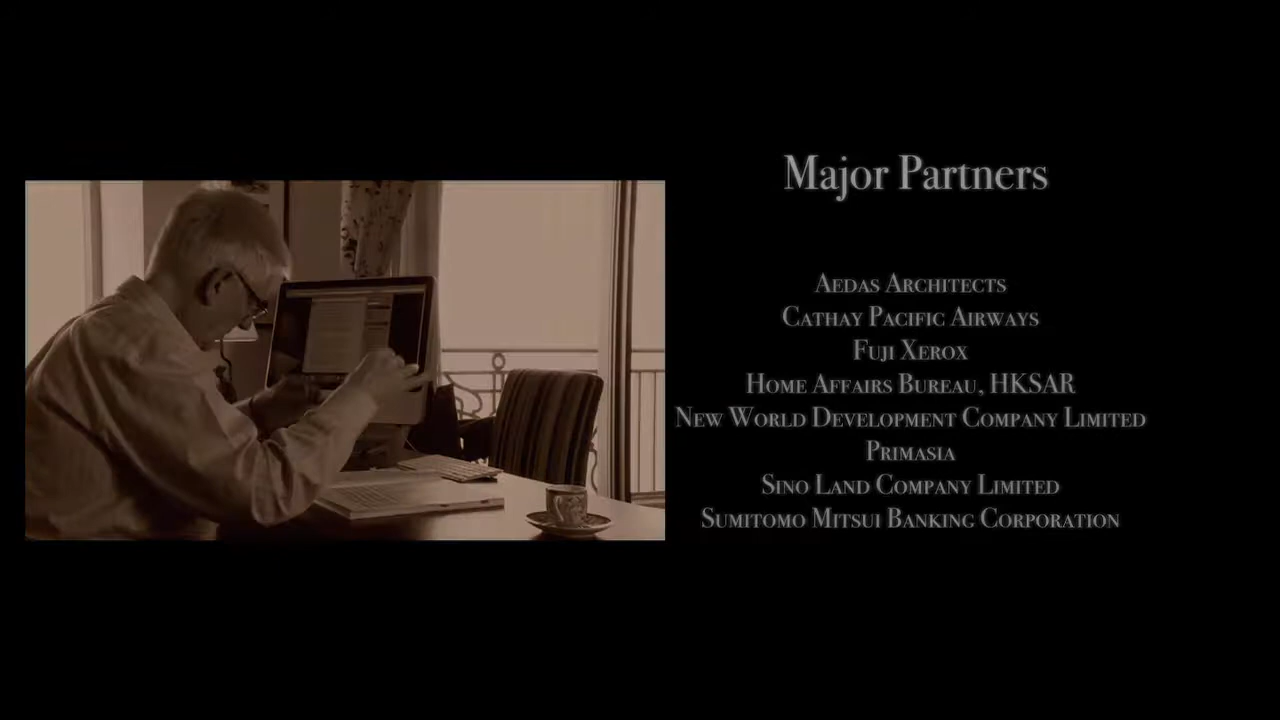 Major Partners
Aedas Architects
Cathay Pacific Airways
Fuji Xerox
Home Affairs Bureau, HKSAR
New World Development Company Limited
Primasia
Sino Land Company Limited
Sumitomo Mitsui Banking Corporation